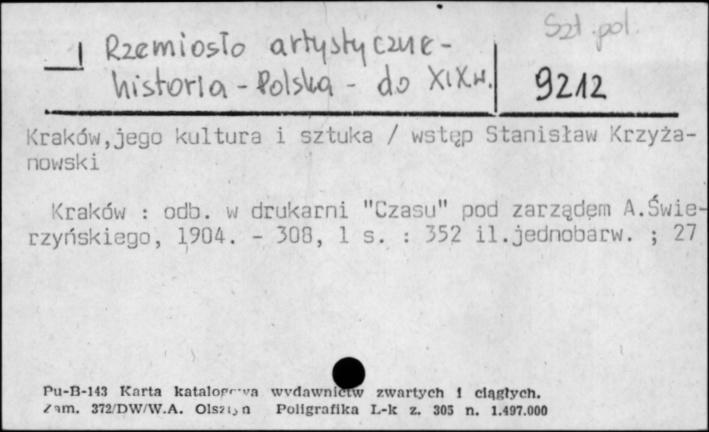 Szt. pol.
Rzemiosło artystyczne -
historia - Polska - do XIX w.
9212
Kraków,jego kultura i sztuka / wstęp Stanisław Krzyża-
nowski
Kraków : odb. w drukarni "Czasu" pod zarządem A.Świe-
rzyńskiego, 1904. - 308, 1 s. : 352 il.jednobarw. ; 27
Pu-B-143 Karta katalogowa wydawnictw zwartych i ciągłych.
Zam. 372/DW/W.A. Olsztyn Poligrafika L-k z. 305 n. 1.497.000